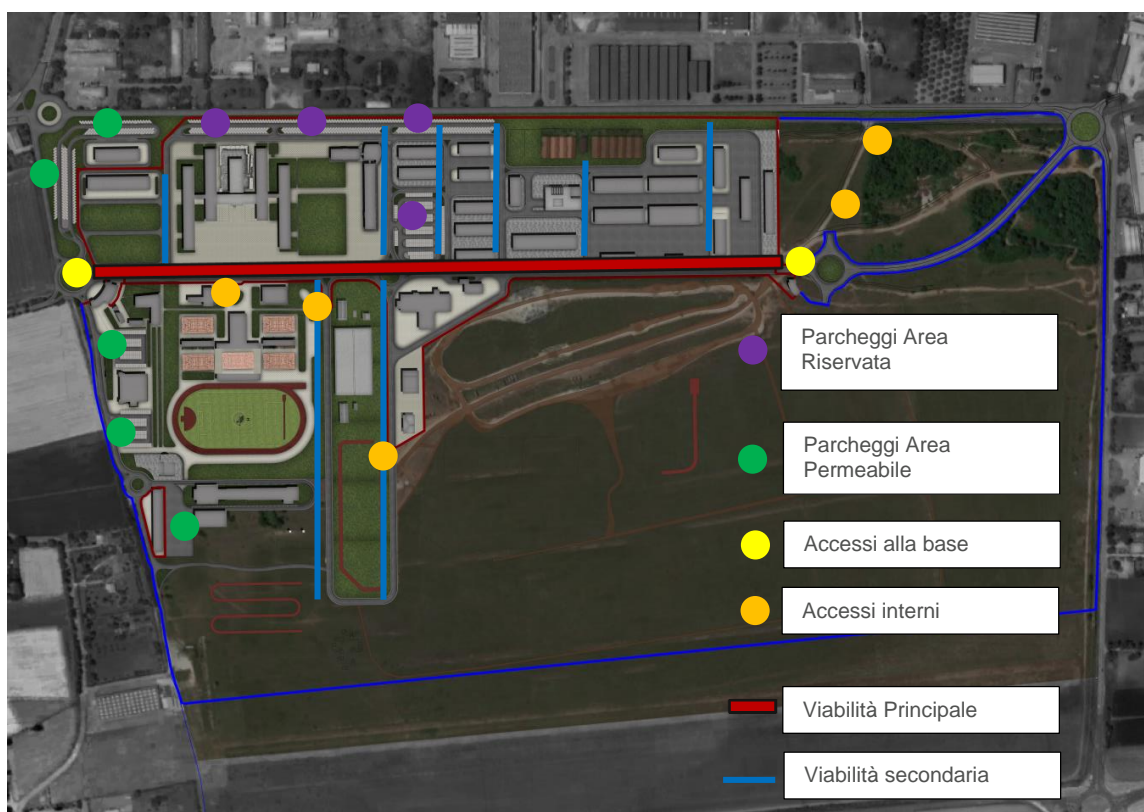 Parcheggi Area
Riservata
Parcheggi Area
Permeabile
Accessi alla base
Accessi interni
Viabilità Principale
Viabilità secondaria